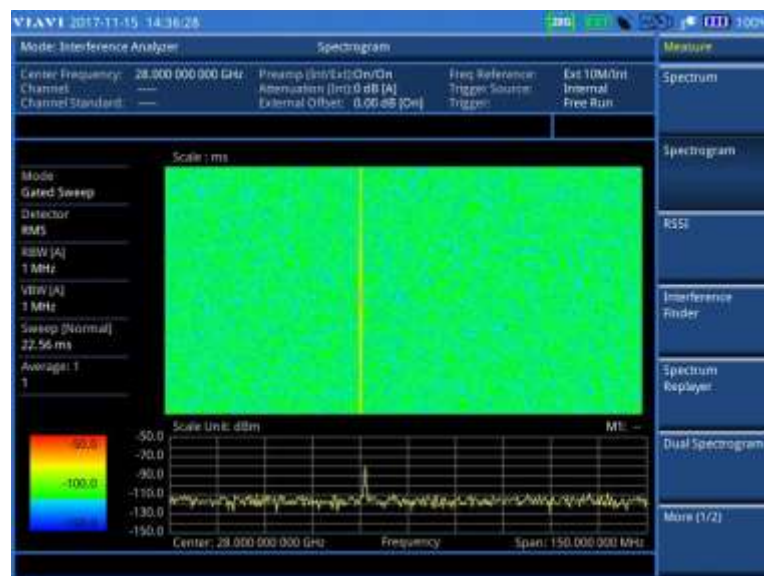 VIAVI 2017-11-15 14:36:28
100%
Mode: Interference Analyzer
Spectrogram
Measure
Center Frequency: 28.000 000 000 GHz
Channel: ----
Channel Standard: ----
Preamp (Int/Ext):On/On
Attenuation (Int):0 dB [A]
External Offset: 0.00 dB [On]
Freq Reference: Ext 10M/Int
Trigger Source: Internal
Trigger: Free Run
Spectrum
Scale : ms
Spectrogram
Mode
Gated Sweep
Detector
RMS
RBW [A]
1 MHz
VBW [A]
1 MHz
Sweep [Normal]
22.56 ms
Average: 1
1
RSSI
Interference
Finder
Spectrum
Replayer
Dual Spectrogram
More (1/2)
Scale Unit: dBm
M1: --
-50.0
-100.0
-50.0
-70.0
-90.0
-110.0
-130.0
-150.0
Center: 28.000 000 000 GHz
Frequency
Span: 150.000 000 MHz